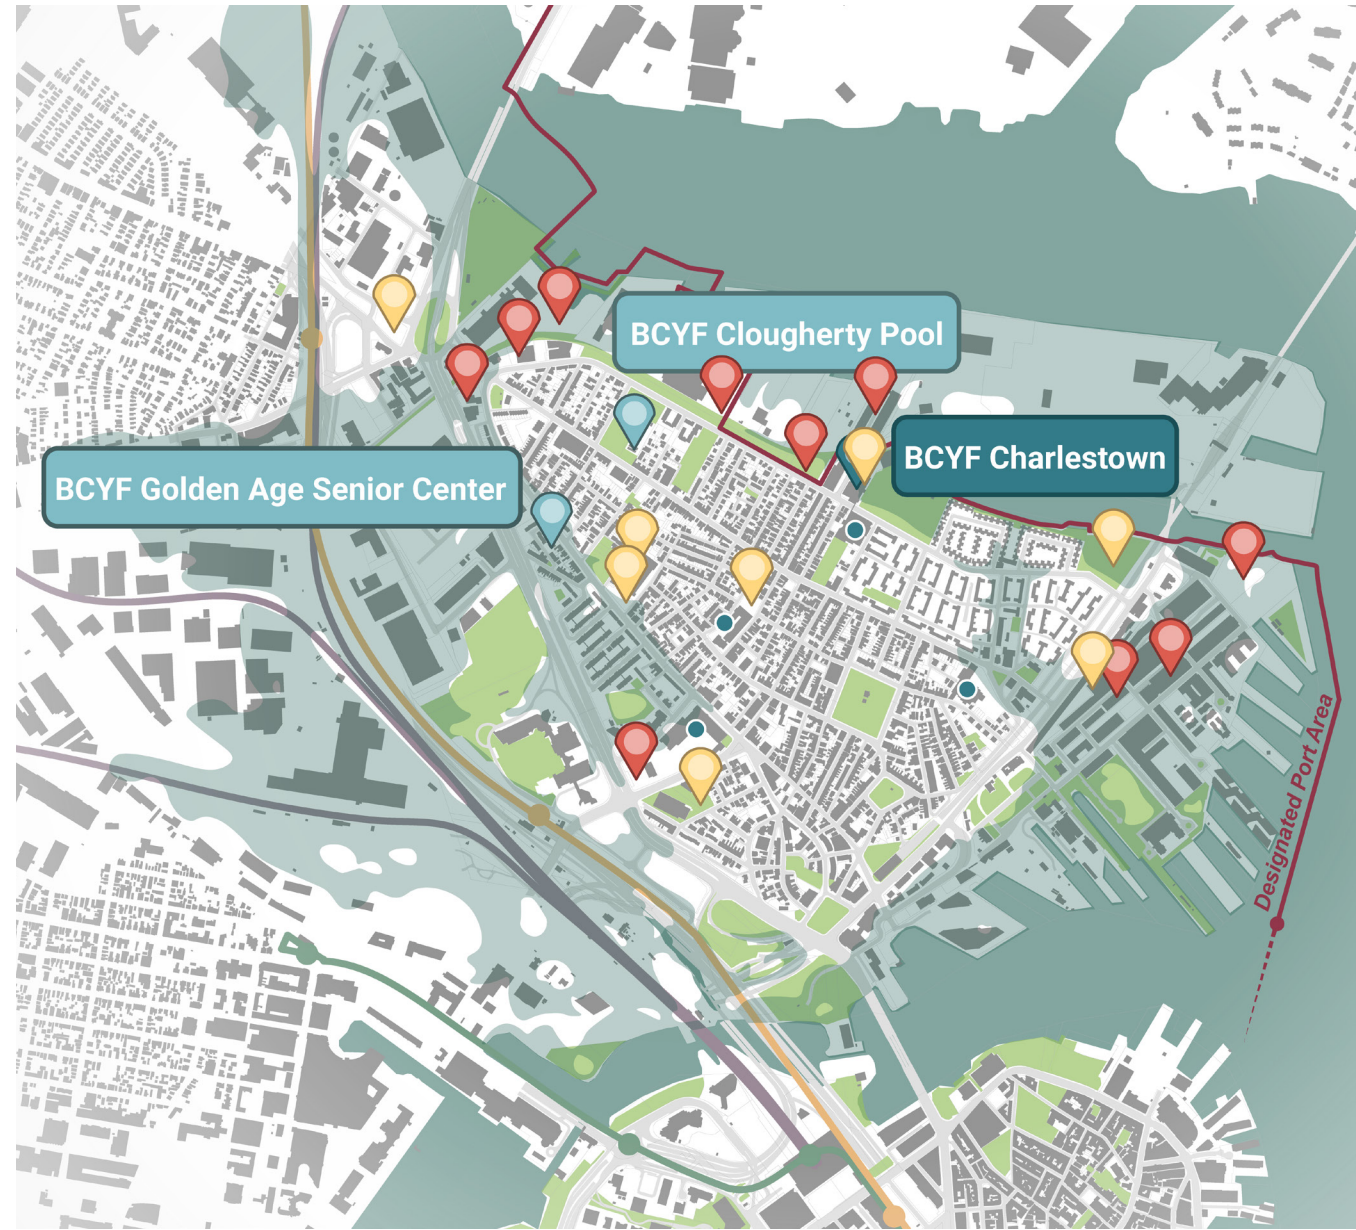 BCYF Clougherty Pool
BCYF Charlestown
BCYF Golden Age Senior Center
Designated Port Area